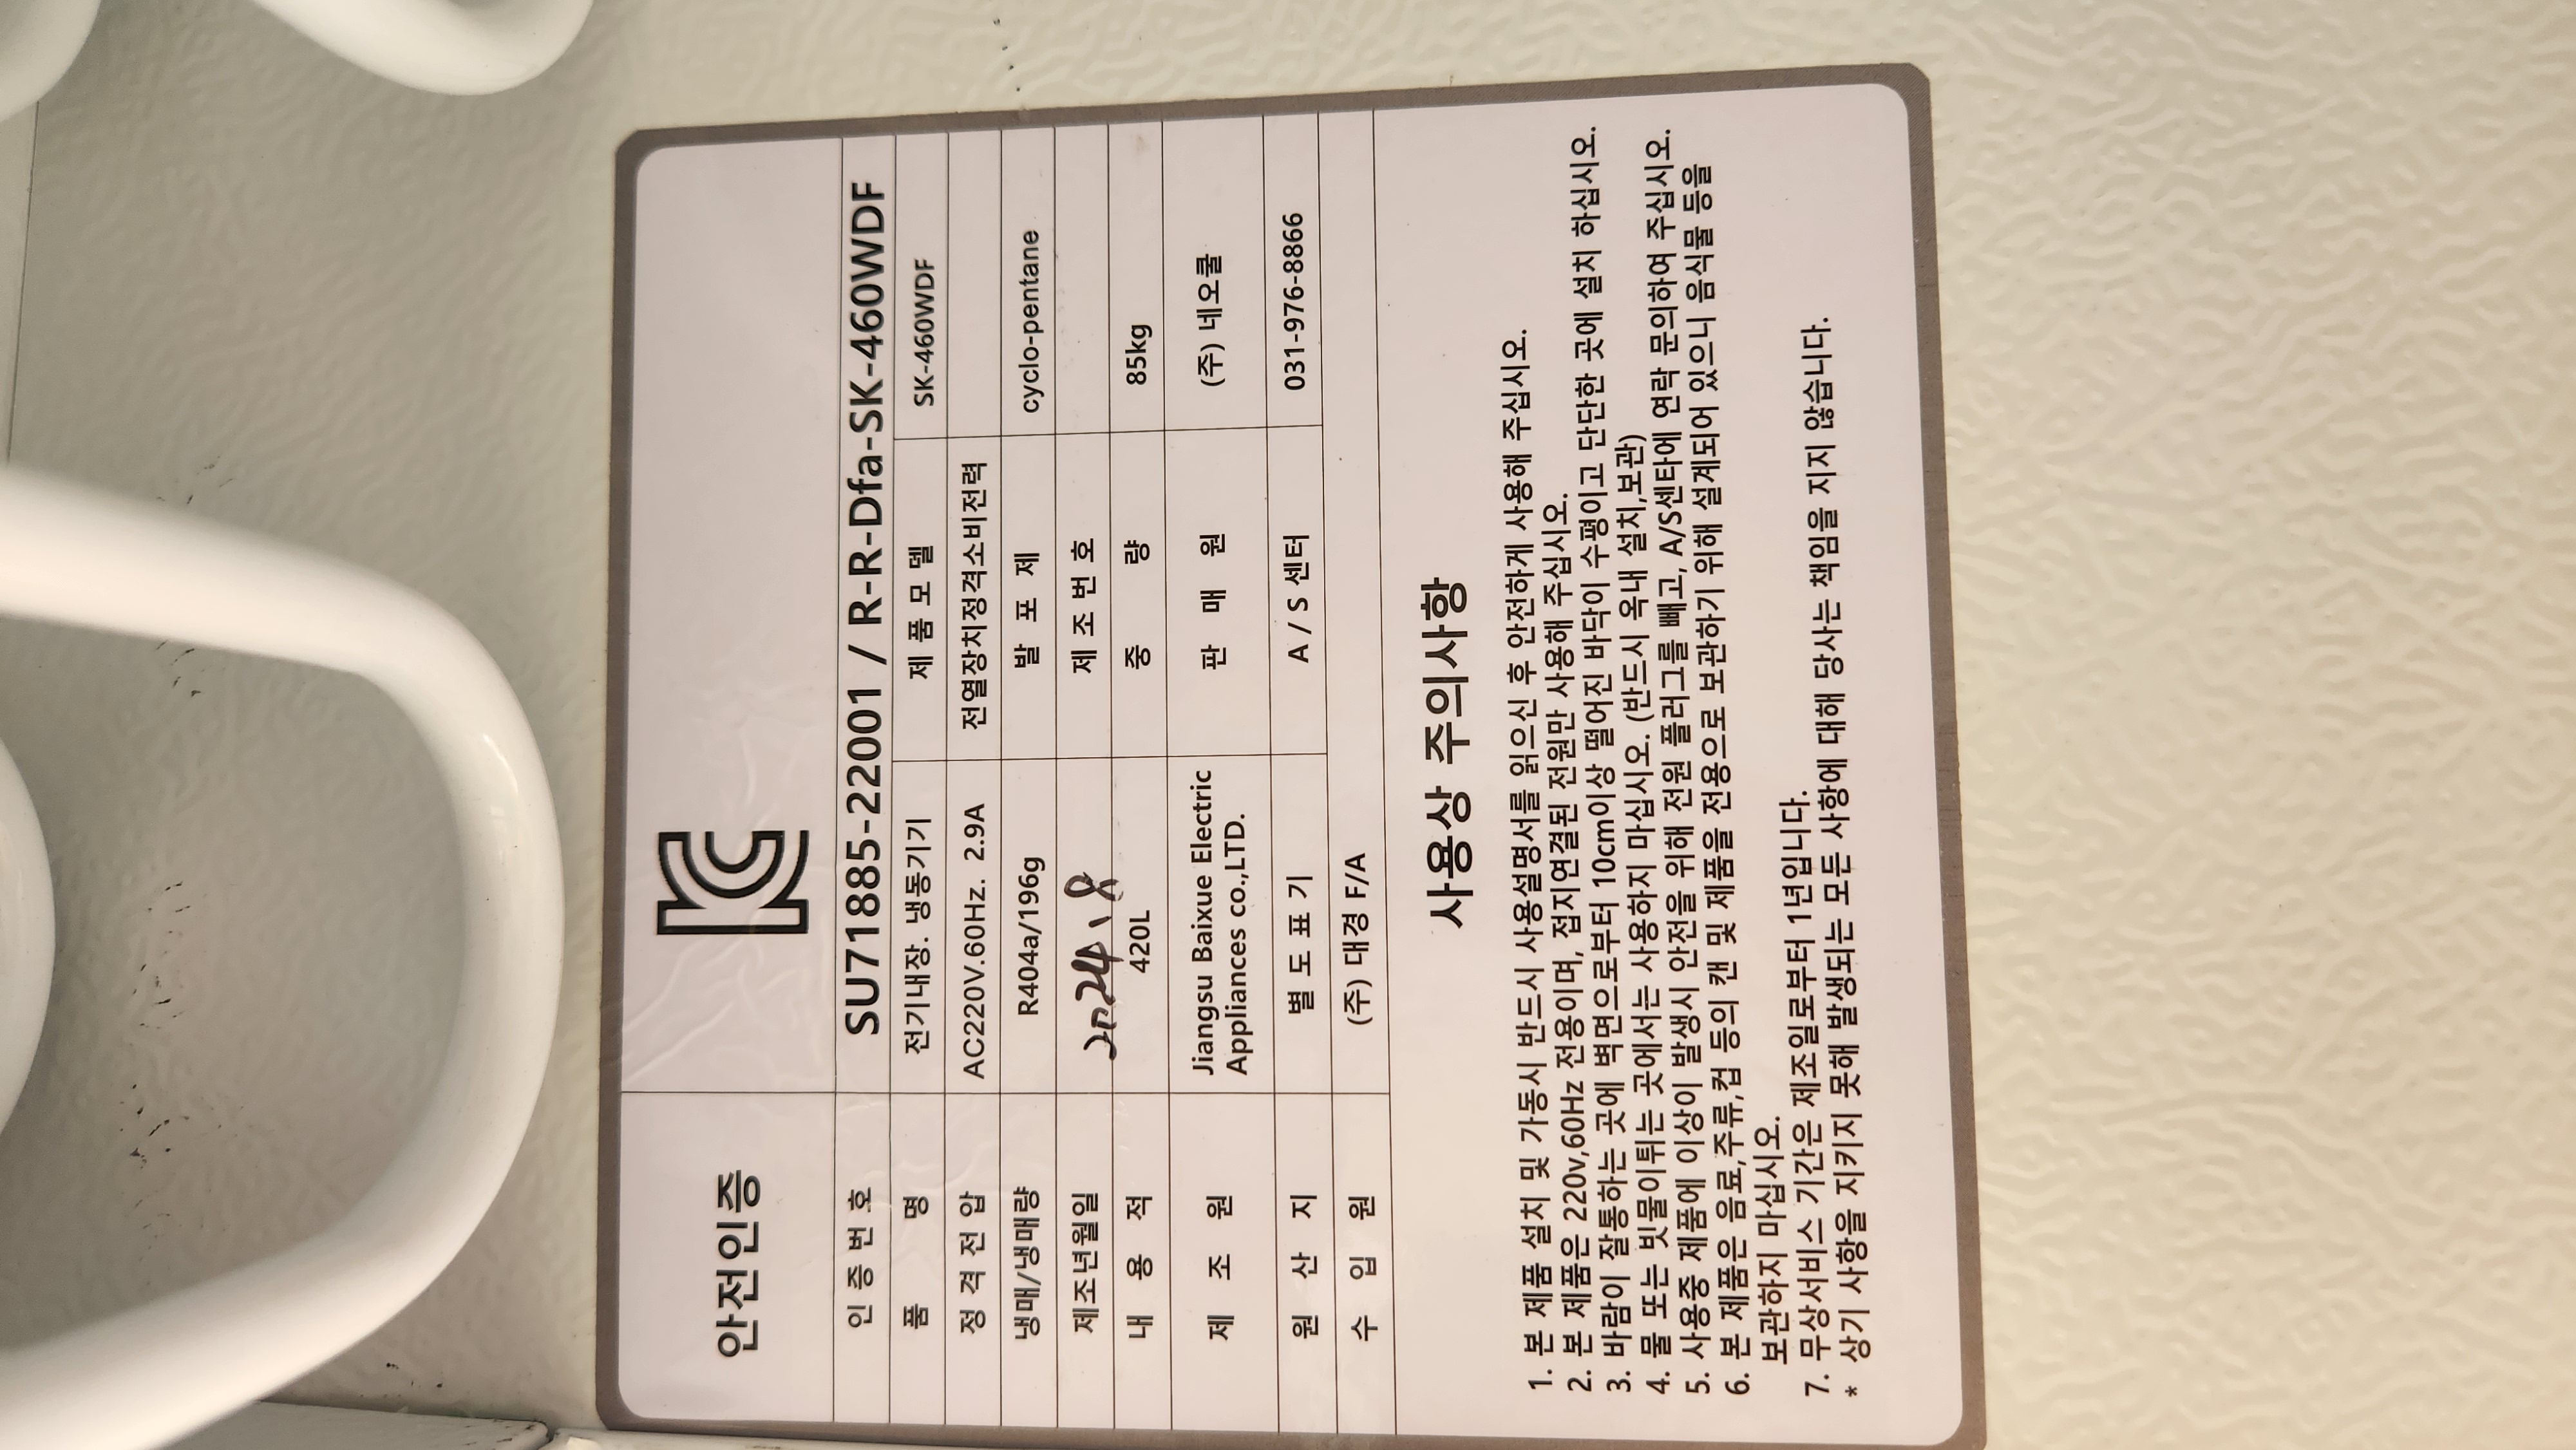 안전인증
KC
인증번호 SU71885-22001 / R-R-Dfa-SK-460WDF
품 명 전기내장. 냉동기기 제품모델 SK-460WDF
정격전압 AC220V.60Hz. 2.9A 전열장치정격소비전력
냉매/냉매량 R404a/196g 발 포 제 cyclo-pentane
제조년월일 2024.8 제조번호
내 용 적 420L 중 량 85kg
제 조 원 Jiangsu Baixue Electric
Appliances co.,LTD. 판 매 원 (주) 네오쿨
원 산 지 별도표기 A / S 센터 031-976-8866
수 입 원 (주) 대경 F/A
사용상 주의사항
1. 본 제품 설치 및 가동시 반드시 사용설명서를 읽으신 후 안전하게 사용해 주십시오.
2. 본 제품은 220v,60Hz 전용이며, 접지연결된 전원만 사용해 주십시오.
3. 바람이 잘통하는 곳에 벽면으로부터 10cm이상 떨어진 바닥이 수평이고 단단한 곳에 설치 하십시오.
4. 물 또는 빗물이튀는 곳에서는 사용하지 마십시오. (반드시 옥내 설치,보관)
5. 사용중 제품에 이상이 발생시 안전을 위해 전원 플러그를 빼고, A/S센타에 연락 문의하여 주십시오.
6. 본 제품은 음료,주류,컵 등의 캔 및 제품을 전용으로 보관하기 위해 설계되어 있으니 음식물 등을
보관하지 마십시오.
7. 무상서비스 기간은 제조일로부터 1년입니다.
* 상기 사항을 지키지 못해 발생되는 모든 사항에 대해 당사는 책임을 지지 않습니다.